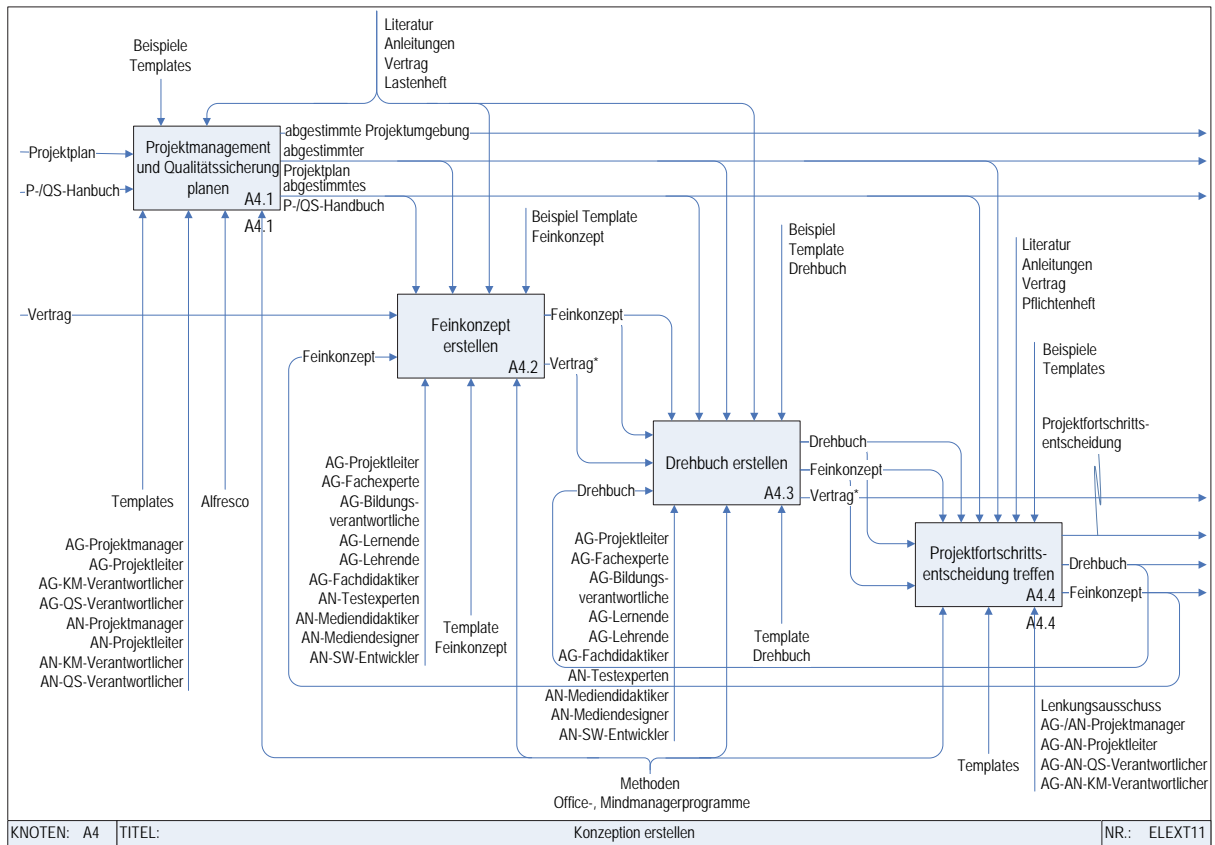 Literatur
Anleitungen
Vertrag
Lastenheft
Beispiele
Templates
Projektplan
P-/QS-Hanbuch
Projektmanagement
und Qualitätssicherung
planen
A4.1
A4.1
abgestimmte Projektumgebung
abgestimmter
Projektplan
abgestimmtes
P-/QS-Handbuch
Beispiel Template
Feinkonzept
Beispiel
Template
Drehbuch
Literatur
Anleitungen
Vertrag
Pflichtenheft
Beispiele
Templates
Vertrag
Feinkonzept
Feinkonzept
erstellen
A4.2
Feinkonzept
Vertrag*
Projektfortschritts-
entscheidung
Drehbuch
Drehbuch erstellen
A4.3
Drehbuch
Feinkonzept
Vertrag*
Projektfortschritts-
entscheidung treffen
A4.4
A4.4
Drehbuch
Feinkonzept
Templates
Alfresco
AG-Projektmanager
AG-Projektleiter
AG-KM-Verantwortlicher
AG-QS-Verantwortlicher
AN-Projektmanager
AN-Projektleiter
AN-KM-Verantwortlicher
AN-QS-Verantwortlicher
AG-Projektleiter
AG-Fachexperte
AG-Bildungs-
verantwortliche
AG-Lernende
AG-Lehrende
AG-Fachdidaktiker
AN-Testexperten
AN-Mediendidaktiker
AN-Mediendesigner
AN-SW-Entwickler
Template
Feinkonzept
AG-Projektleiter
AG-Fachexperte
AG-Bildungs-
verantwortliche
AG-Lernende
AG-Lehrende
AG-Fachdidaktiker
AN-Testexperten
AN-Mediendidaktiker
AN-Mediendesigner
AN-SW-Entwickler
Template
Drehbuch
Templates
Lenkungsausschuss
AG-/AN-Projektmanager
AG-AN-Projektleiter
AG-AN-QS-Verantwortlicher
AG-AN-KM-Verantwortlicher
Methoden
Office-, Mindmanagerprogramme
KNOTEN: A4 TITEL: Konzeption erstellen NR.: ELEXT11